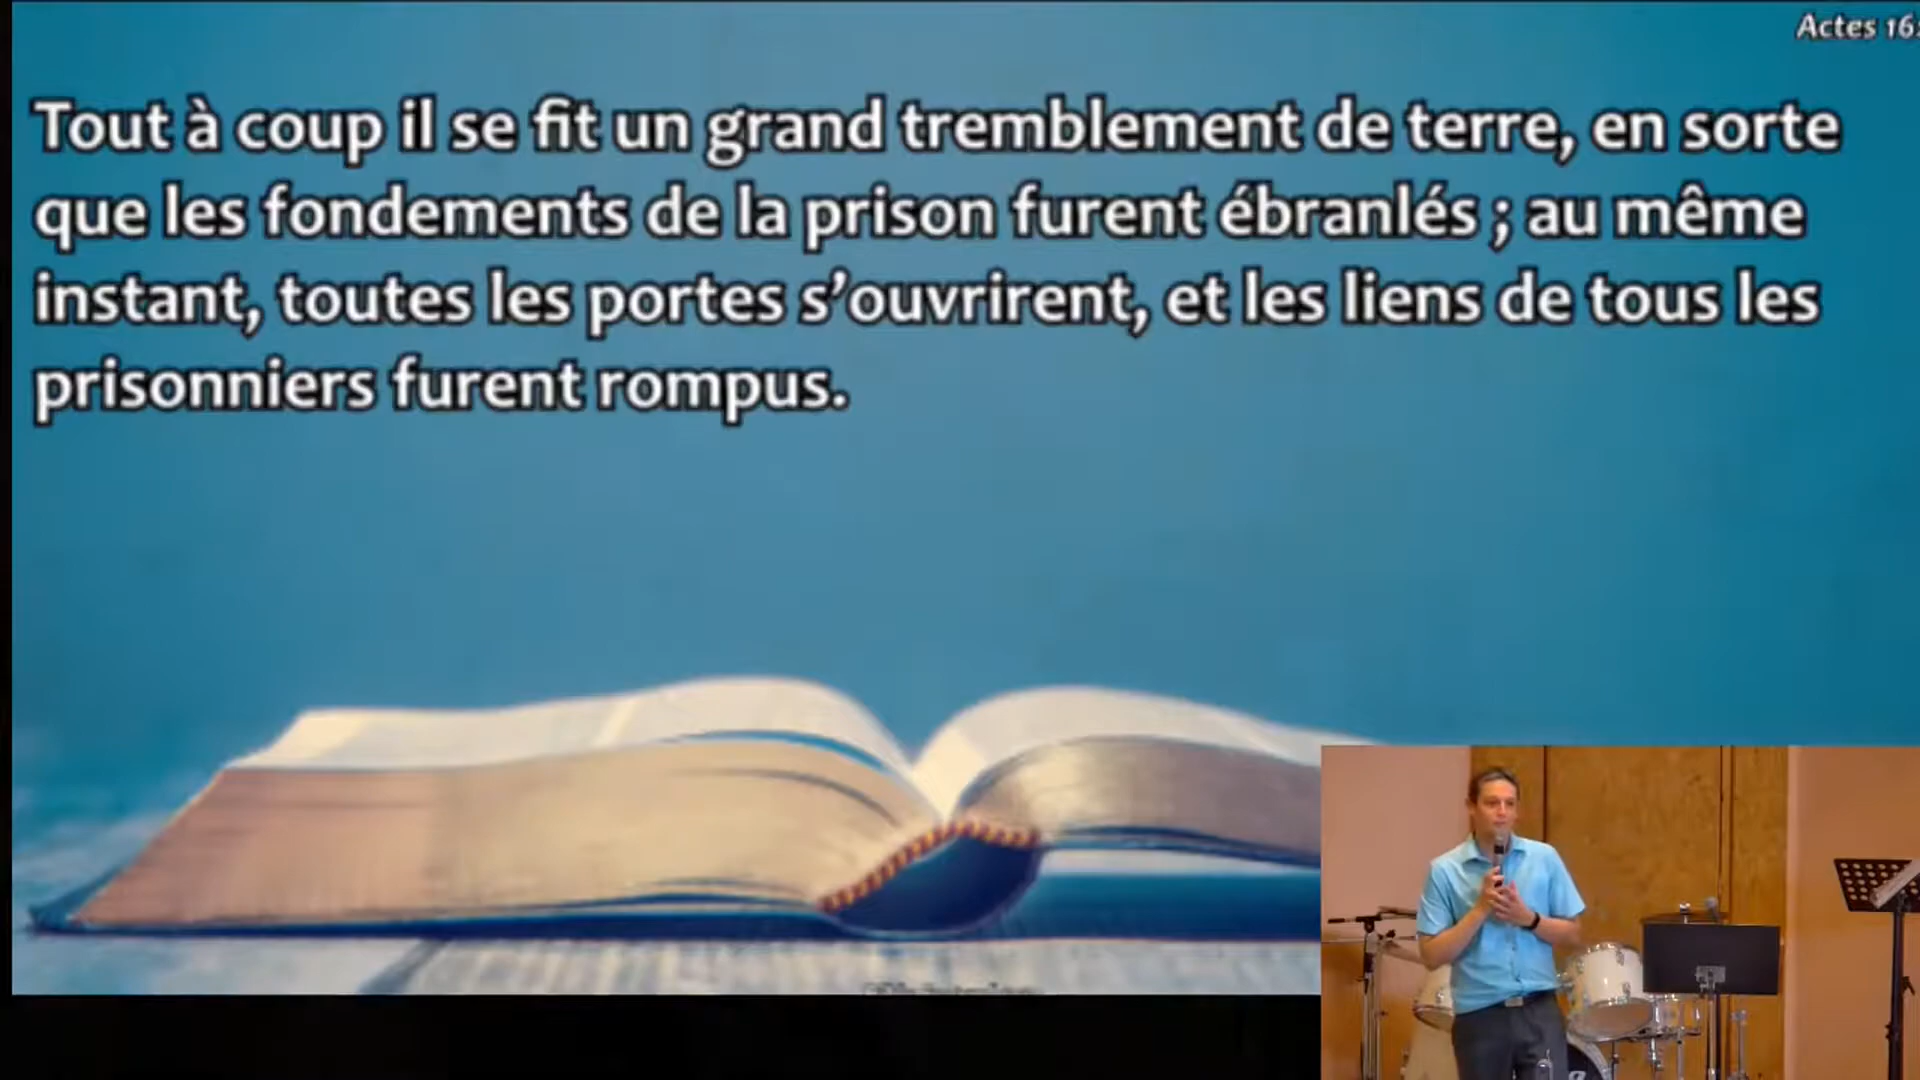 Actes 16:
Tout à coup il se fit un grand tremblement de terre, en sorte
que les fondements de la prison furent ébranlés ; au même
instant, toutes les portes s’ouvrirent, et les liens de tous les
prisonniers furent rompus.